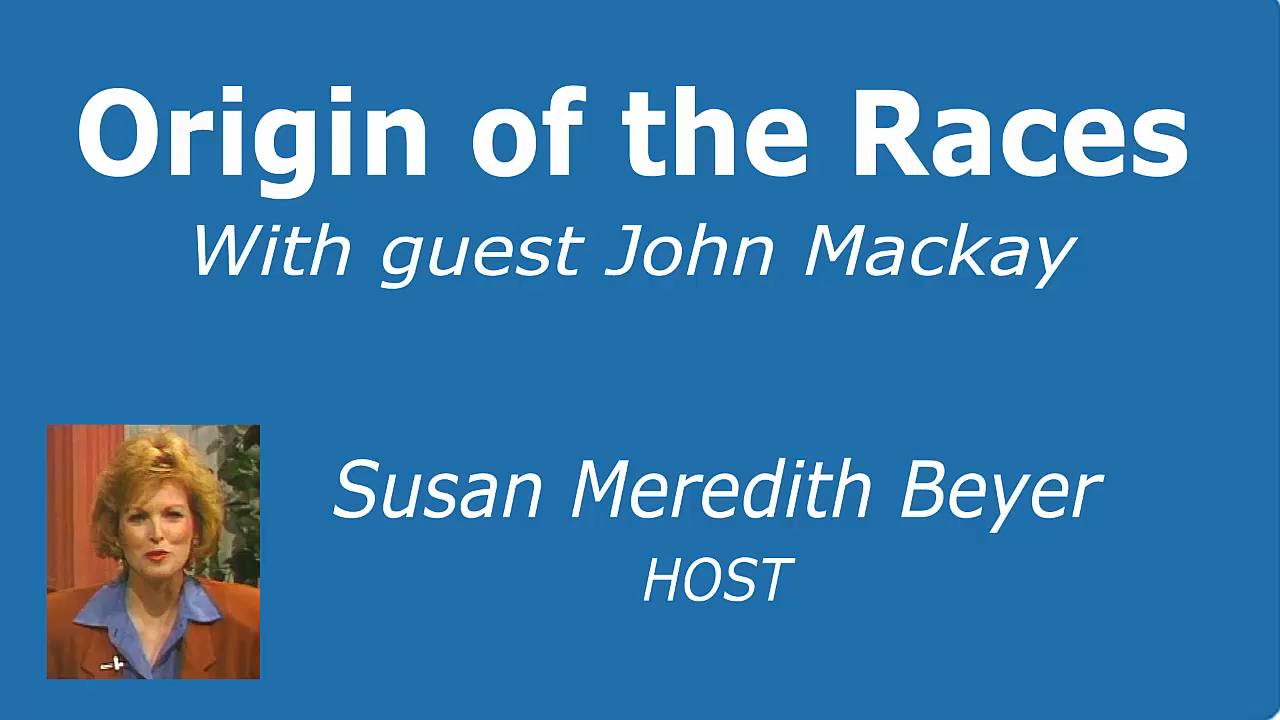 Origin of the Races
With guest John Mackay
Susan Meredith Beyer
HOST